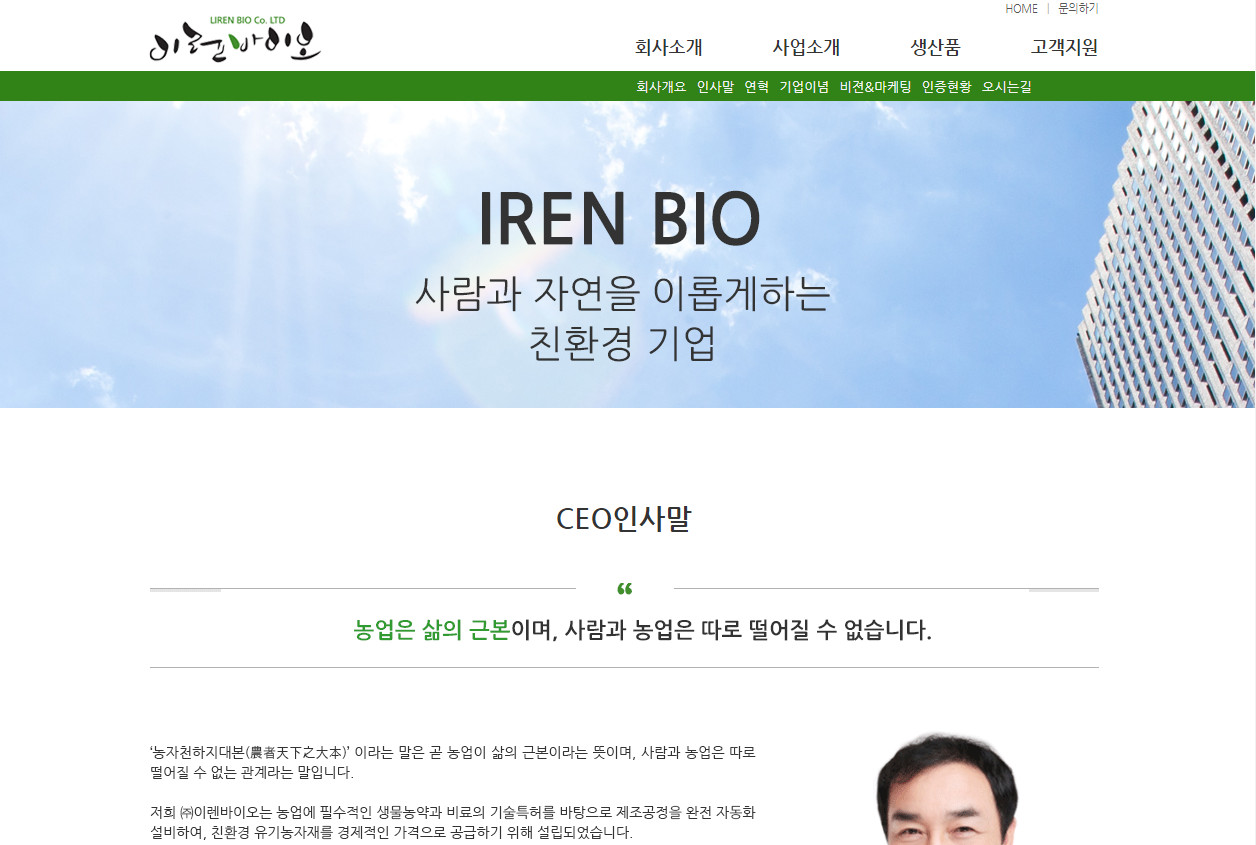 HOME | 문의하기
LIREN BIO Co. LTD
이렌바이오
회사소개 사업소개 생산품 고객지원
회사개요 인사말 연혁 기업이념 비젼&마케팅 인증현황 오시는길
IREN BIO
사람과 자연을 이롭게하는
친환경 기업
CEO인사말
“
농업은 삶의 근본이며, 사람과 농업은 따로 떨어질 수 없습니다.
‘농자천하지대본(農者天下之大本)’ 이라는 말은 곧 농업이 삶의 근본이라는 뜻이며, 사람과 농업은 따로
떨어질 수 없는 관계라는 말입니다.
저희 ㈜이렌바이오는 농업에 필수적인 생물농약과 비료의 기술특허를 바탕으로 제조공정을 완전 자동화
설비하여, 친환경 유기농자재를 경제적인 가격으로 공급하기 위해 설립되었습니다.